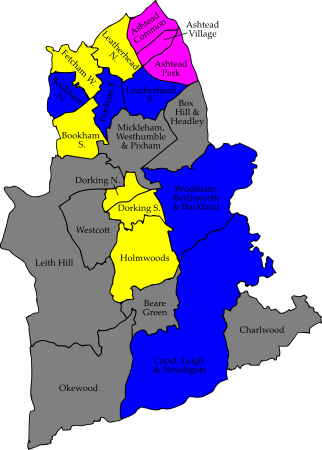 Ashtead
Common
Ashtead
Village
Leatherhead
N.
Fetcham W.
Ashtead
Park
Bookham
N.
Fetcham E.
Leatherhead
S.
Box
Hill &
Headley
Mickleham,
Westhumble
& Pixham
Bookham
S.
Dorking N.
Brockham,
Betchworth
& Buckland
Dorking S.
Westcott
Holmwoods
Leith Hill
Beare
Green
Charlwood
Capel, Leigh
& Newdigate
Okewood